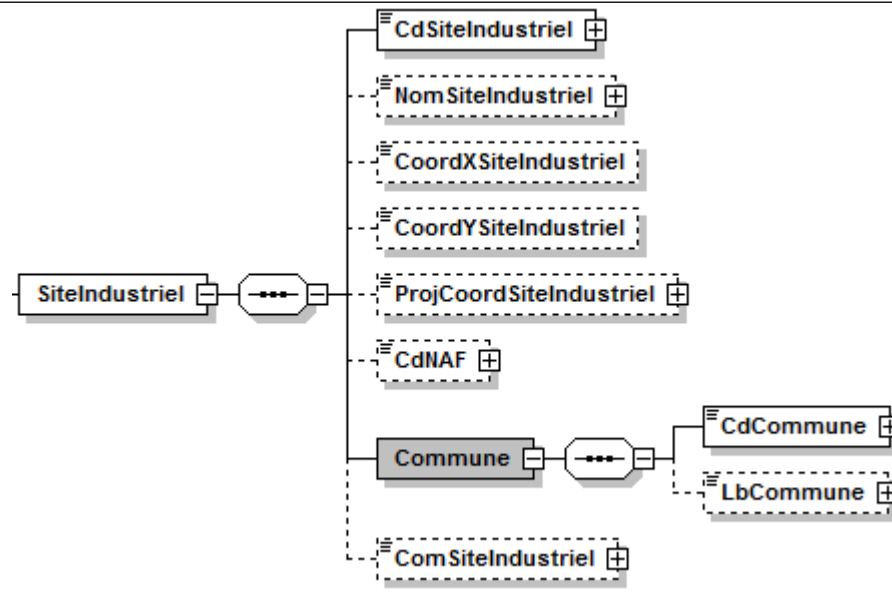 CdSiteIndustriel
NomSiteIndustriel
CoordXSiteIndustriel
CoordYSiteIndustriel
SiteIndustriel
ProjCoordSiteIndustriel
CdNAF
Commune
CdCommune
LbCommune
ComSiteIndustriel